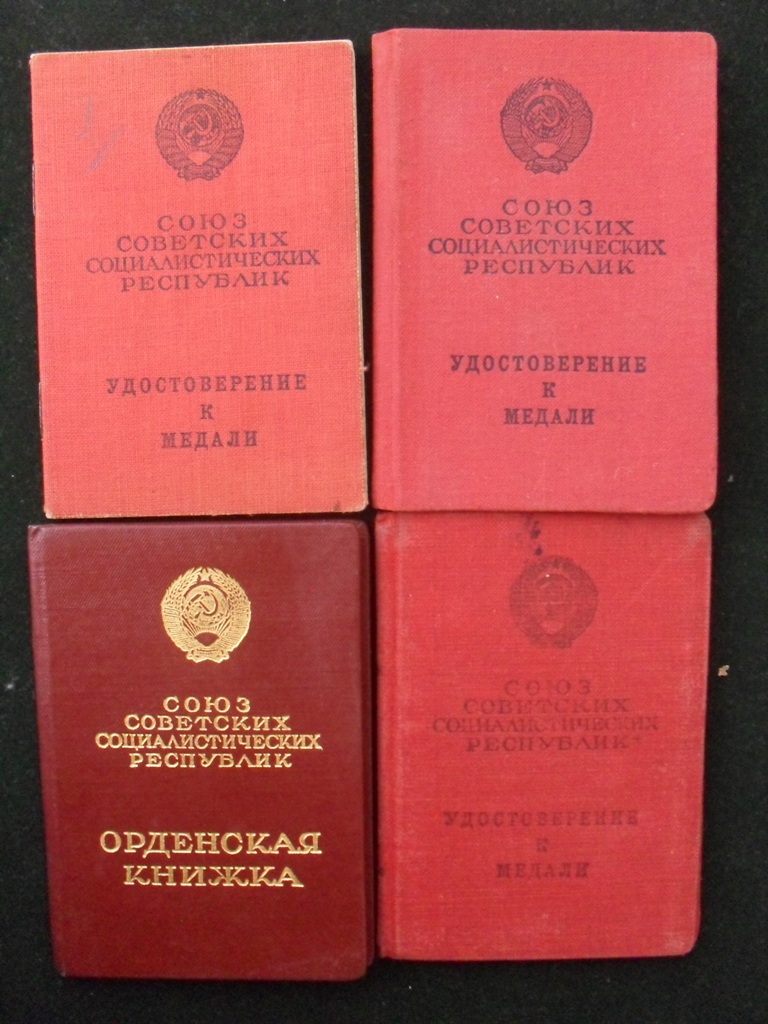 СОЮЗ
СОВЕТСКИХ
СОЦИАЛИСТИЧЕСКИХ
РЕСПУБЛИК
УДОСТОВЕРЕНИЕ
К
МЕДАЛИ
СОЮЗ
СОВЕТСКИХ
СОЦИАЛИСТИЧЕСКИХ
РЕСПУБЛИК
УДОСТОВЕРЕНИЕ
К
МЕДАЛИ
СОЮЗ
СОВЕТСКИХ
СОЦИАЛИСТИЧЕСКИХ
РЕСПУБЛИК
ОРДЕНСКАЯ
КНИЖКА
СОЮЗ
СОВЕТСКИХ
СОЦИАЛИСТИЧЕСКИХ
РЕСПУБЛИК
УДОСТОВЕРЕНИЕ
К
МЕДАЛИ